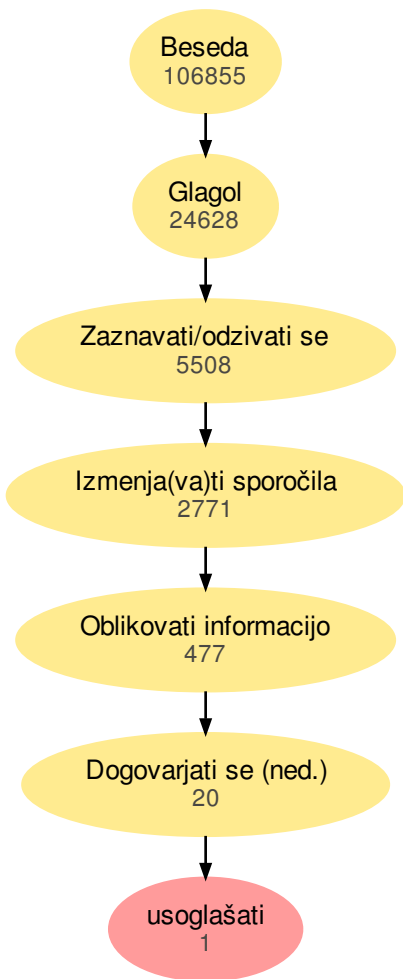 Beseda
106855
Glagol
24628
Zaznavati/odzivati se
5508
Izmenja(va)ti sporočila
2771
Oblikovati informacijo
477
Dogovarjati se (ned.)
20
usoglašati
1